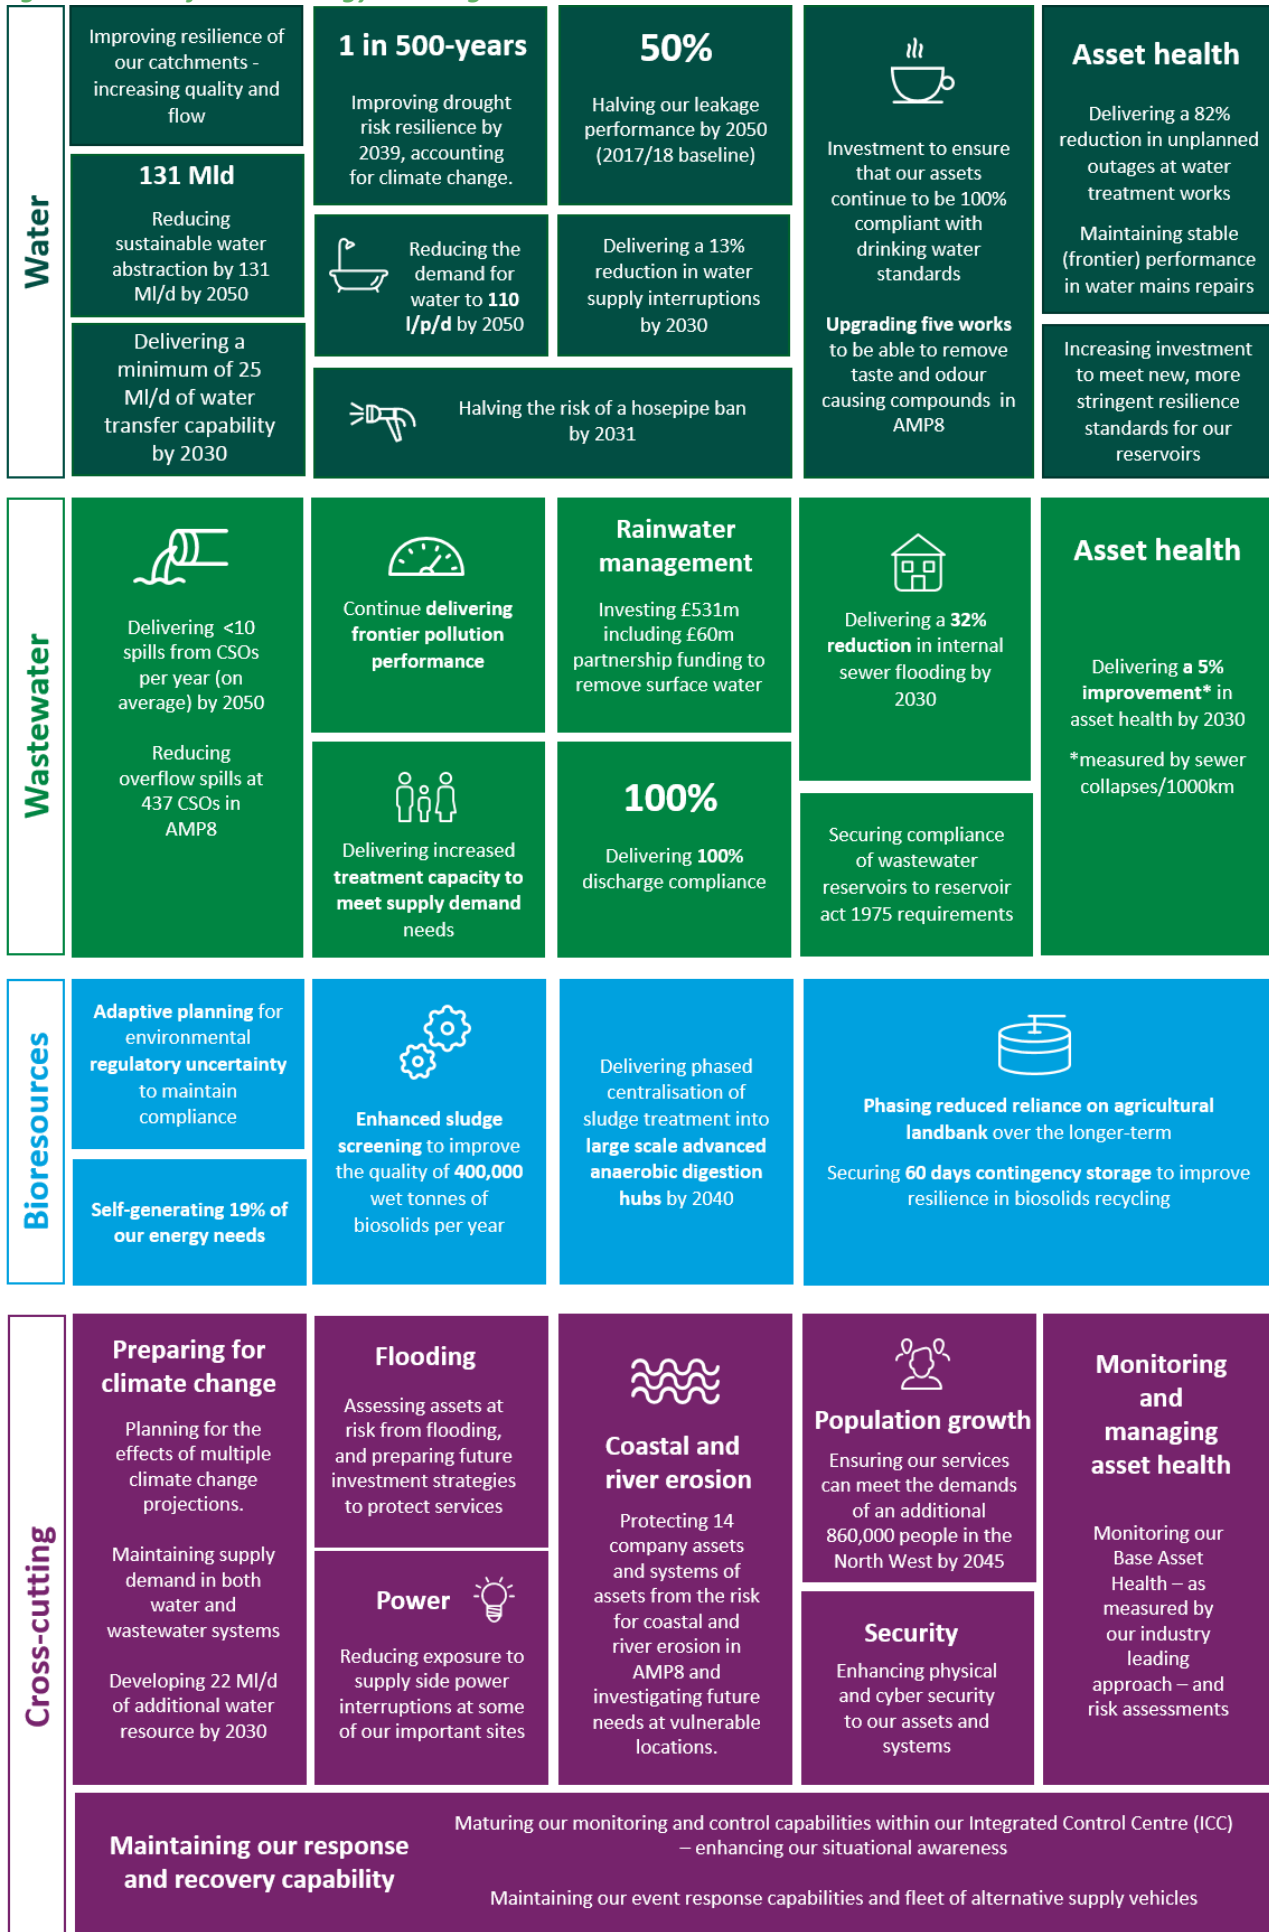 Water
Improving resilience of
our catchments -
increasing quality and
flow
131 Mld
Reducing
sustainable water
abstraction by 131
Ml/d by 2050
Delivering a
minimum of 25
Ml/d of water
transfer capability
by 2030
1 in 500-years
Improving drought
risk resilience by
2039, accounting
for climate change.
50%
Halving our leakage
performance by 2050
(2017/18 baseline)
Reducing the
demand for
water to 110
l/p/d by 2050
Delivering a 13%
reduction in water
supply interruptions
by 2030
Halving the risk of a hosepipe ban
by 2031
Investment to ensure
that our assets
continue to be 100%
compliant with
drinking water
standards
Upgrading five works
to be able to remove
taste and odour
causing compounds in
AMP8
Asset health
Delivering a 82%
reduction in unplanned
outages at water
treatment works
Maintaining stable
(frontier) performance
in water mains repairs
Increasing investment
to meet new, more
stringent resilience
standards for our
reservoirs
Wastewater
Delivering <10
spills from CSOs
per year (on
average) by 2050
Reducing
overflow spills at
437 CSOs in
AMP8
Continue delivering
frontier pollution
performance
Delivering increased
treatment capacity to
meet supply demand
needs
Rainwater
management
Investing £531m
including £60m
partnership funding to
remove surface water
100%
Delivering 100%
discharge compliance
Delivering a 32%
reduction in internal
sewer flooding by
2030
Securing compliance
of wastewater
reservoirs to reservoir
act 1975 requirements
Asset health
Delivering a 5%
improvement* in
asset health by 2030
*measured by sewer
collapses/1000km
Bioresources
Adaptive planning for
environmental
regulatory uncertainty
to maintain
compliance
Self-generating 19% of
our energy needs
Enhanced sludge
screening to improve
the quality of 400,000
wet tonnes of
biosolids per year
Delivering phased
centralisation of
sludge treatment into
large scale advanced
anaerobic digestion
hubs by 2040
Phasing reduced reliance on agricultural
landbank over the longer-term
Securing 60 days contingency storage to improve
resilience in biosolids recycling
Cross-cutting
Preparing for
climate change
Planning for the
effects of multiple
climate change
projections.
Maintaining supply
demand in both
water and
wastewater systems
Developing 22 Ml/d
of additional water
resource by 2030
Flooding
Assessing assets at
risk from flooding,
and preparing future
investment strategies
to protect services
Power
Reducing exposure to
supply side power
interruptions at some
of our important sites
Coastal and
river erosion
Protecting 14
company assets
and systems of
assets from the risk
for coastal and
river erosion in
AMP8 and
investigating future
needs at vulnerable
locations.
Population growth
Ensuring our services
can meet the demands
of an additional
860,000 people in the
North West by 2045
Security
Enhancing physical
and cyber security
to our assets and
systems
Monitoring
and
managing
asset health
Monitoring our
Base Asset
Health – as
measured by
our industry
leading
approach – and
risk assessments
Maintaining our response
and recovery capability
Maturing our monitoring and control capabilities within our Integrated Control Centre (ICC)
– enhancing our situational awareness
Maintaining our event response capabilities and fleet of alternative supply vehicles